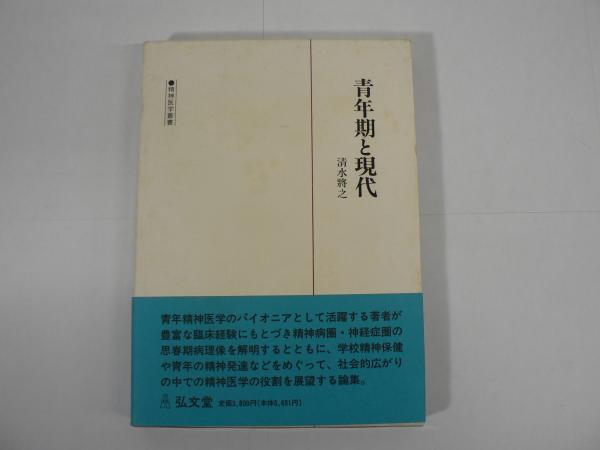 青年期と現代
清水將之
●精神医学叢書
青年精神医学のパイオニアとして活躍する著者が
豊富な臨床経験にもとづき精神病圏・神経症圏の
思春期病理像を解明するとともに、学校精神保健
や青年の精神発達などをめぐって、社会的広がり
の中での精神医学の役割を展望する論集。
弘文堂